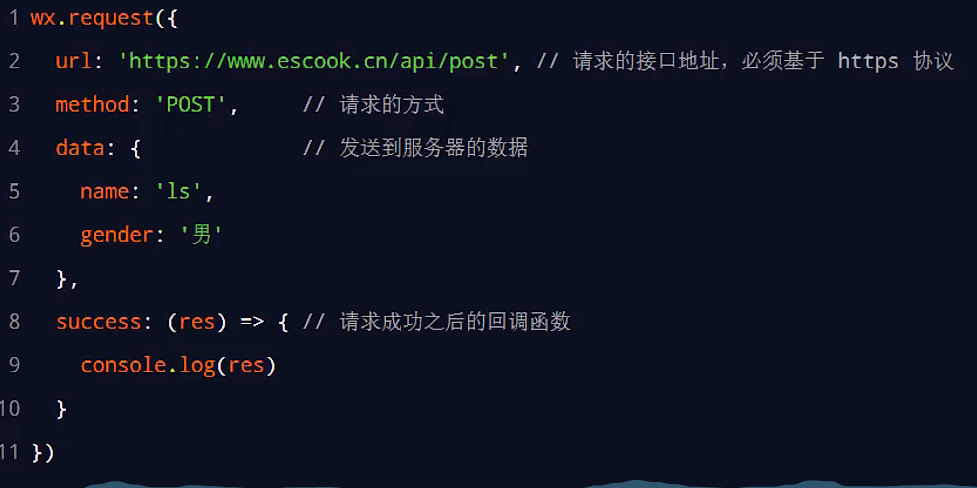 1 wx.request({
2   url: 'https://www.escook.cn/api/post', // 请求的接口地址，必须基于 https 协议
3   method: 'POST',     // 请求的方式
4   data: {             // 发送到服务器的数据
5     name: 'ls',
6     gender: '男'
7   },
8   success: (res) => { // 请求成功之后的回调函数
9     console.log(res)
10   }
11 })